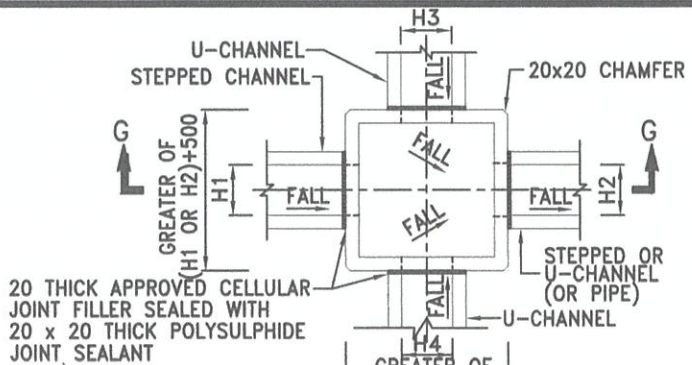 H3
U-CHANNEL
STEPPED CHANNEL
FALL
20x20 CHAMFER
G
G
GREATER OF
(H1 OR H2)+500
H1
FALL
FALL
FALL
FALL
H2
STEPPED OR
U-CHANNEL
(OR PIPE)
20 THICK APPROVED CELLULAR
JOINT FILLER SEALED WITH
20 x 20 THICK POLYSULPHIDE
JOINT SEALANT
FALL
U-CHANNEL
H4
GREATER OF